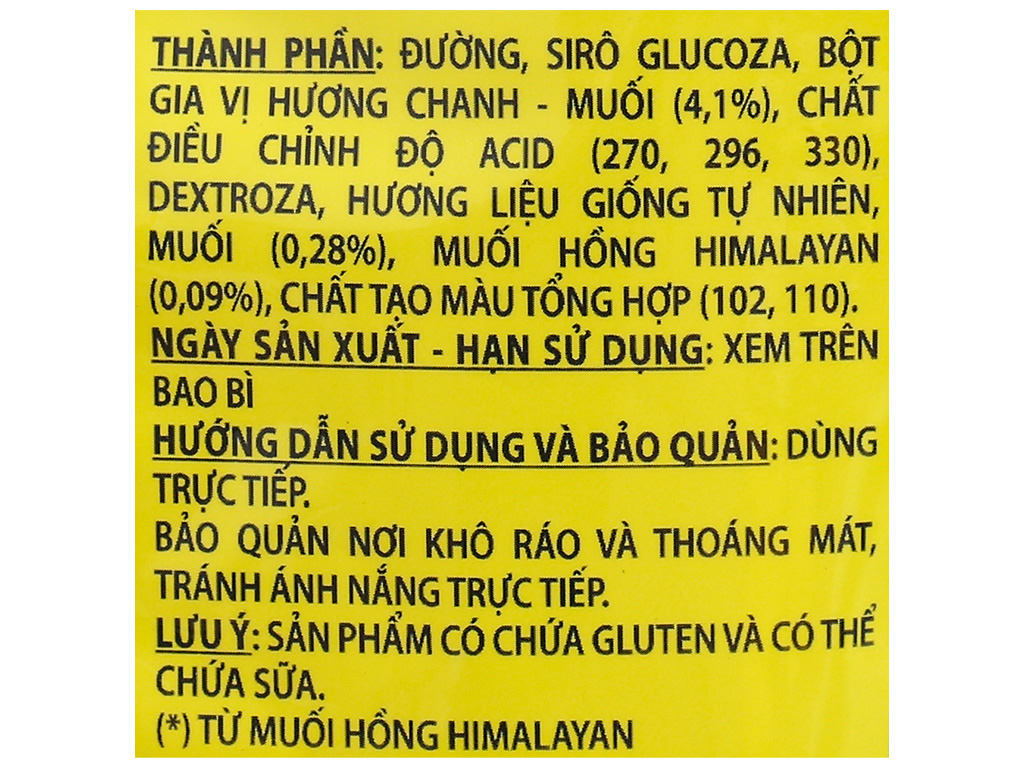 THÀNH PHẦN: ĐƯỜNG, SIRÔ GLUCOZA, BỘT
GIA VỊ HƯƠNG CHANH - MUỐI (4,1%), CHẤT
ĐIỀU CHỈNH ĐỘ ACID (270, 296, 330),
DEXTROZA, HƯƠNG LIỆU GIỐNG TỰ NHIÊN,
MUỐI (0,28%), MUỐI HỒNG HIMALAYAN
(0,09%), CHẤT TẠO MÀU TỔNG HỢP (102, 110).
NGÀY SẢN XUẤT - HẠN SỬ DỤNG: XEM TRÊN
BAO BÌ
HƯỚNG DẪN SỬ DỤNG VÀ BẢO QUẢN: DÙNG
TRỰC TIẾP.
BẢO QUẢN NƠI KHÔ RÁO VÀ THOÁNG MÁT,
TRÁNH ÁNH NẮNG TRỰC TIẾP.
LƯU Ý: SẢN PHẨM CÓ CHỨA GLUTEN VÀ CÓ THỂ
CHỨA SỮA.
(*) TỪ MUỐI HỒNG HIMALAYAN